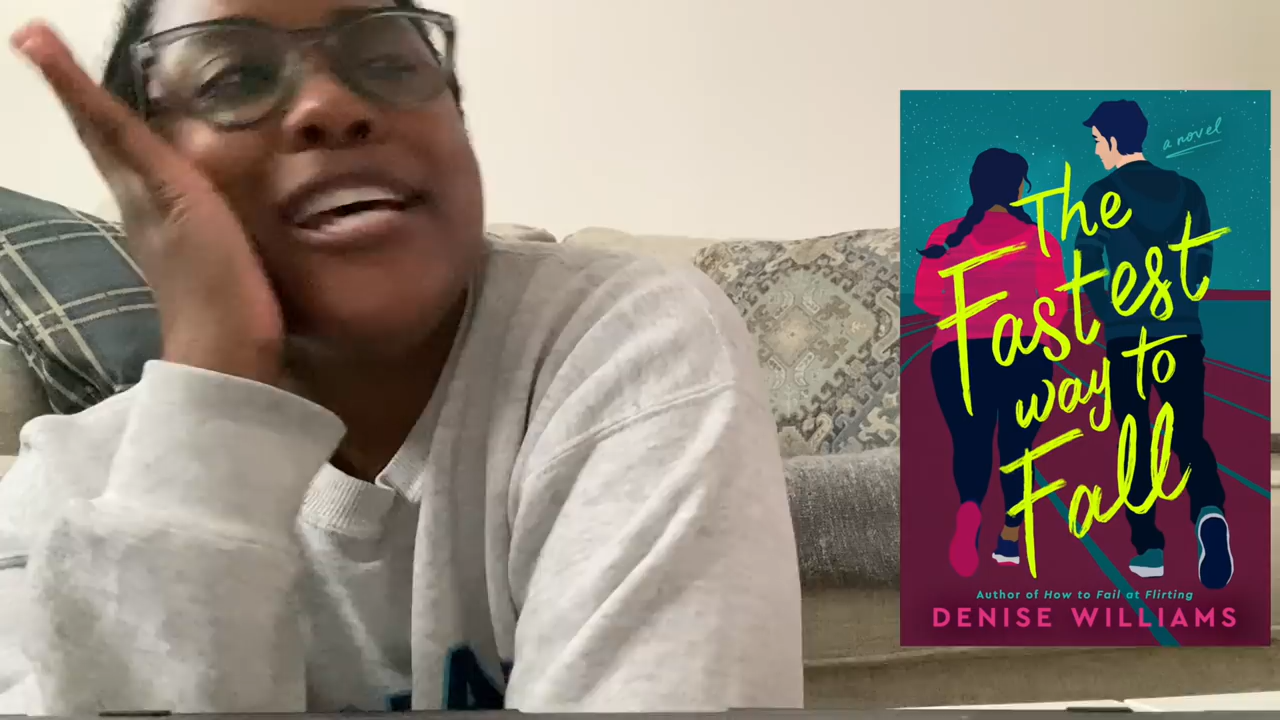 a novel
The
Fastest
way to
Fall
Author of How to Fail at Flirting
DENISE WILLIAMS